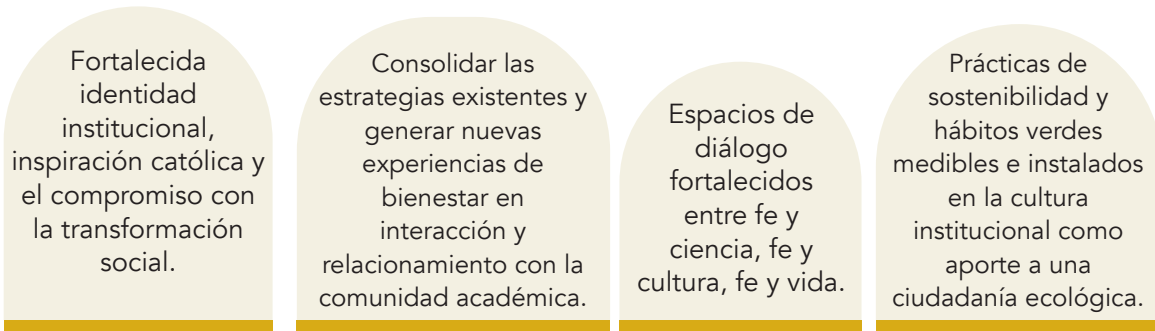 Fortalecida
identidad
institucional,
inspiración católica y
el compromiso con
la transformación
social.
Consolidar las
estrategias existentes y
generar nuevas
experiencias de
bienestar en
interacción y
relacionamiento con la
comunidad académica.
Espacios de
diálogo
fortalecidos
entre fe y
ciencia, fe y
cultura, fe y vida.
Prácticas de
sostenibilidad y
hábitos verdes
medibles e instalados
en la cultura
institucional como
aporte a una
ciudadanía ecológica.